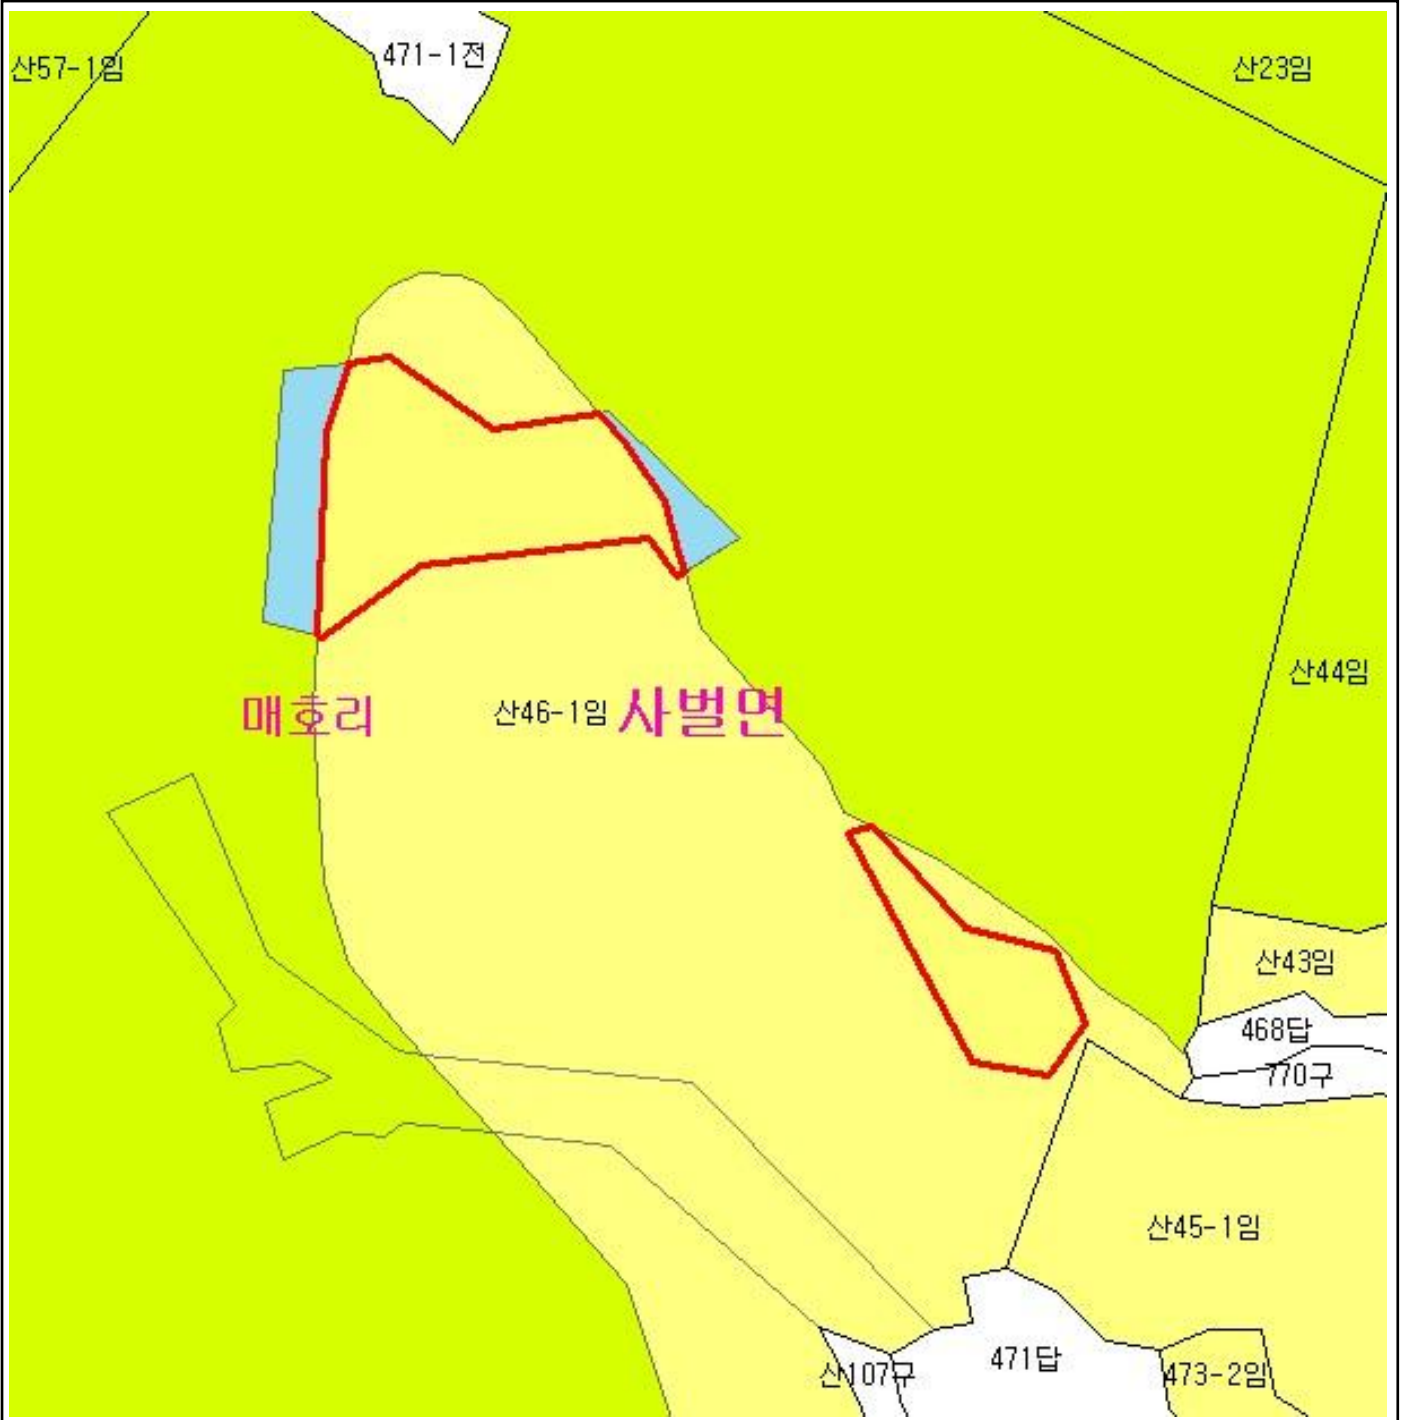 471-1전
산57-1임
산23임
산44임
매호리
산46-1임
사벌면
산43임
468답
770구
산45-1임
471답
산107구
473-2임